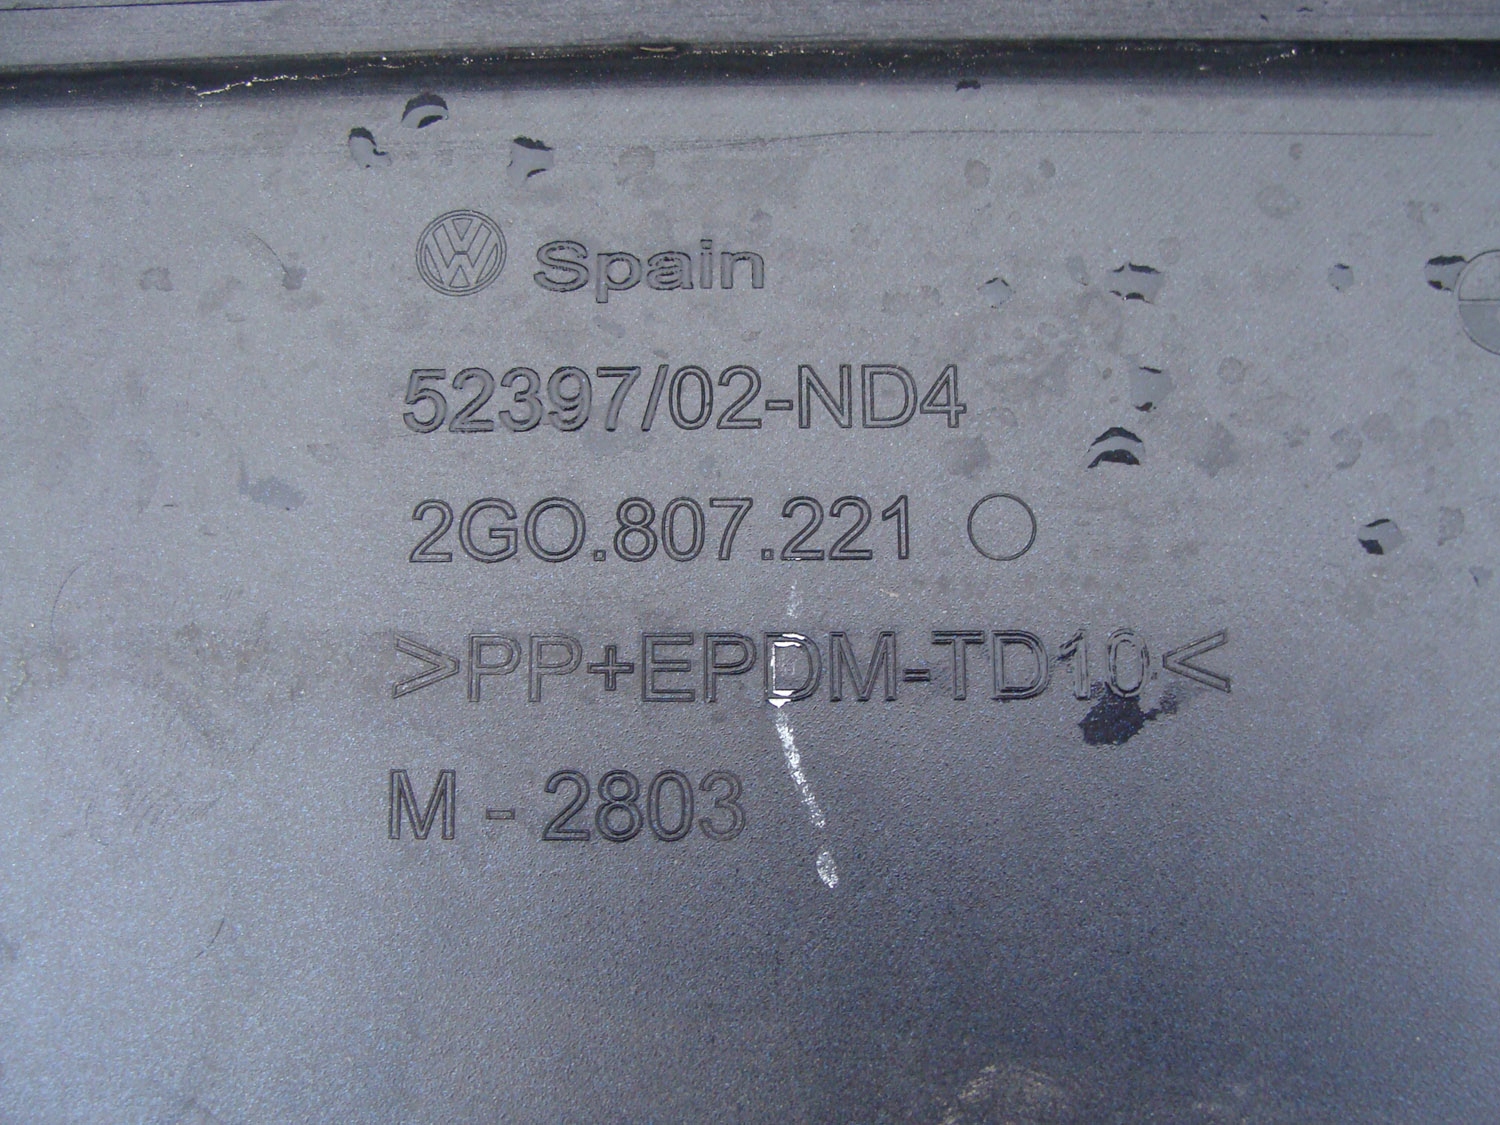 Spain
52397/02-ND4
2GO.807.221
>PP+EPDM-TD10<
M - 2803